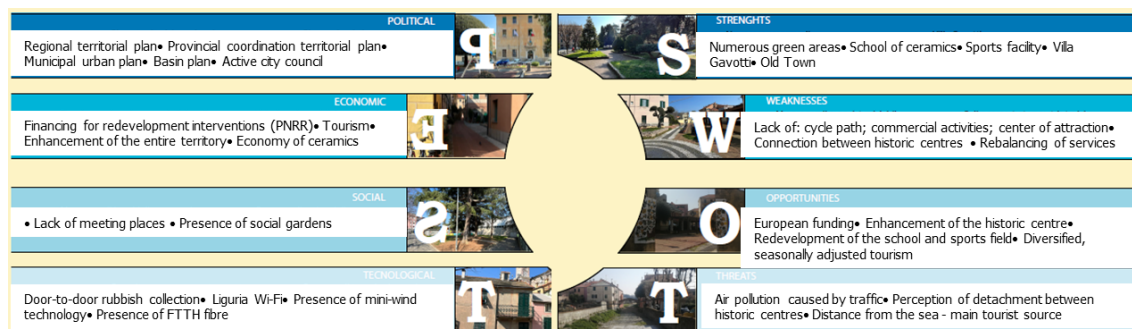 POLITICAL
Regional territorial plan• Provincial coordination territorial plan•
Municipal urban plan• Basin plan• Active city council
P
ECONOMIC
Financing for redevelopment interventions (PNRR)• Tourism•
Enhancement of the entire territory• Economy of ceramics
E
SOCIAL
• Lack of meeting places • Presence of social gardens
S
TECNOLOGICAL
Door-to-door rubbish collection• Liguria Wi-Fi• Presence of mini-wind
technology• Presence of FTTH fibre
T
STRENGHTS
S
Numerous green areas• School of ceramics• Sports facility• Villa
Gavotti• Old Town
WEAKNESSES
W
Lack of: cycle path; commercial activities; center of attraction•
Connection between historic centres • Rebalancing of services
OPPORTUNITIES
O
European funding• Enhancement of the historic centre•
Redevelopment of the school and sports field• Diversified,
seasonally adjusted tourism
THREATS
T
Air pollution caused by traffic• Perception of detachment between
historic centres• Distance from the sea - main tourist source